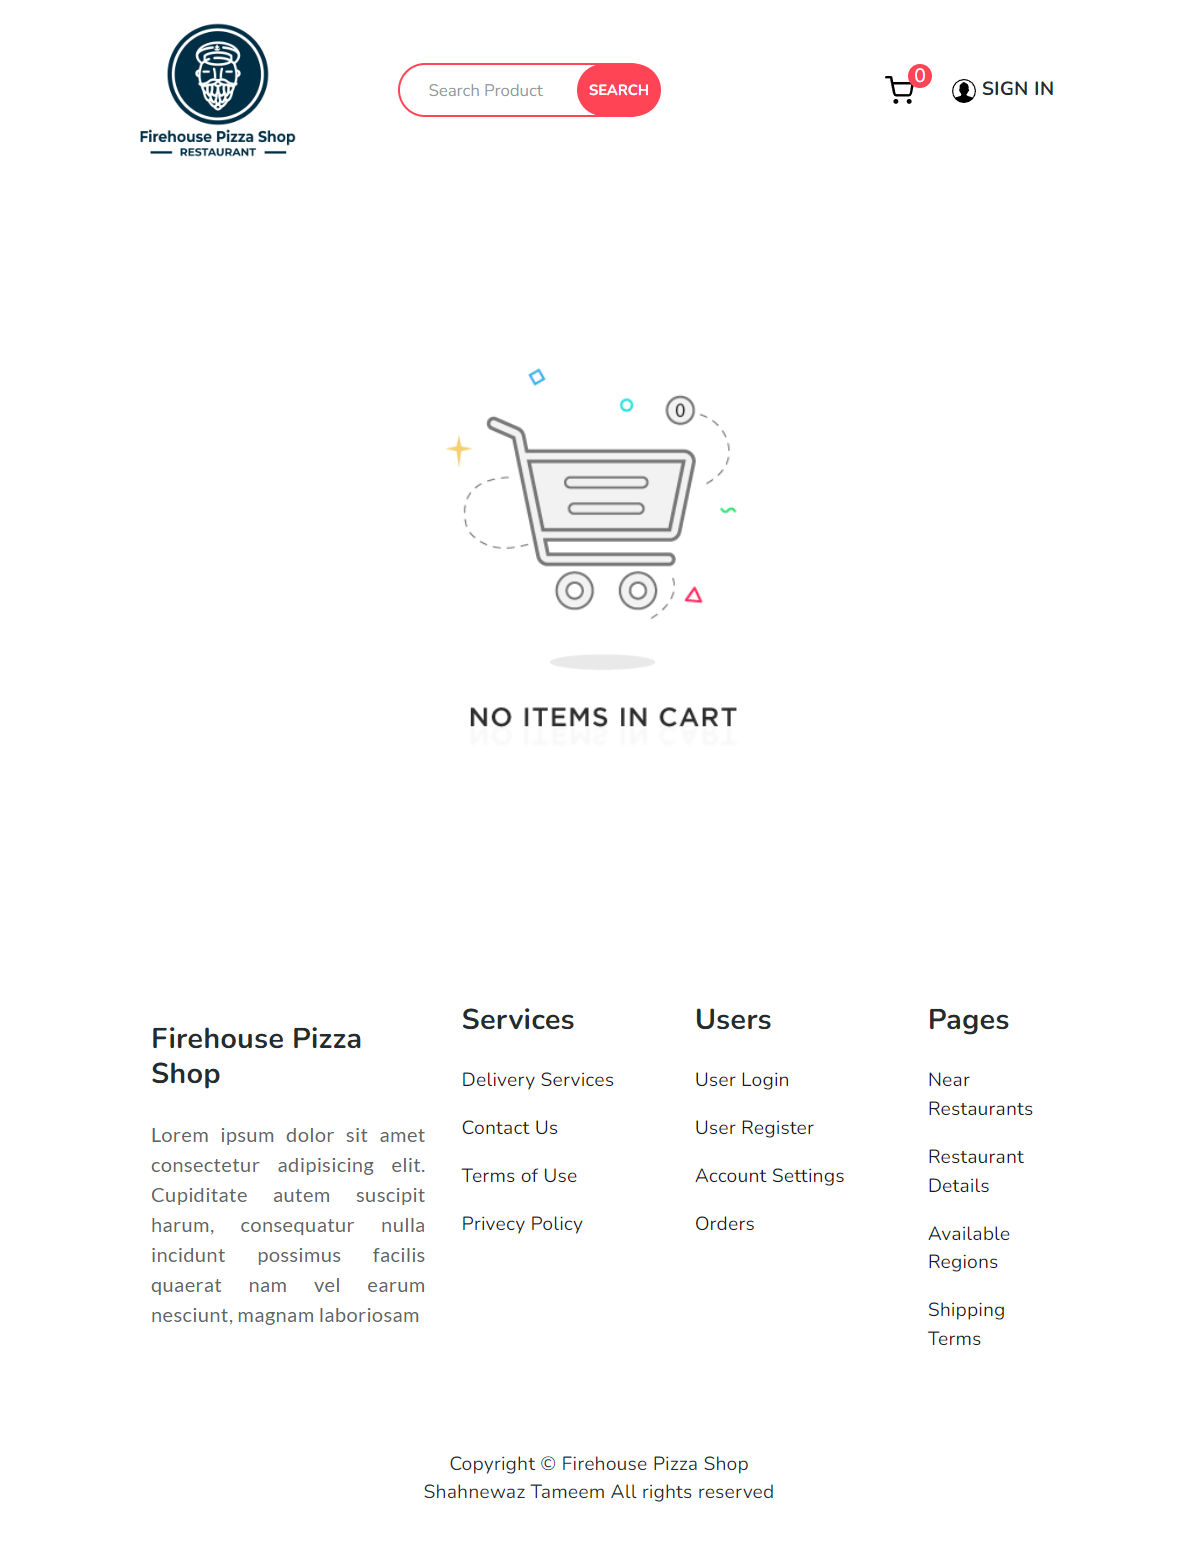 Firehouse Pizza Shop
RESTAURANT
Search Product
SEARCH
0
SIGN IN
0
NO ITEMS IN CART
Firehouse Pizza
Shop
Lorem ipsum dolor sit amet
consectetur adipisicing elit.
Cupiditate autem suscipit
harum, consequatur nulla
incidunt possimus facilis
quaerat nam vel earum
nesciunt, magnam laboriosam
Services
Delivery Services
Contact Us
Terms of Use
Privecy Policy
Users
User Login
User Register
Account Settings
Orders
Pages
Near
Restaurants
Restaurant
Details
Available
Regions
Shipping
Terms
Copyright © Firehouse Pizza Shop
Shahnewaz Tameem All rights reserved